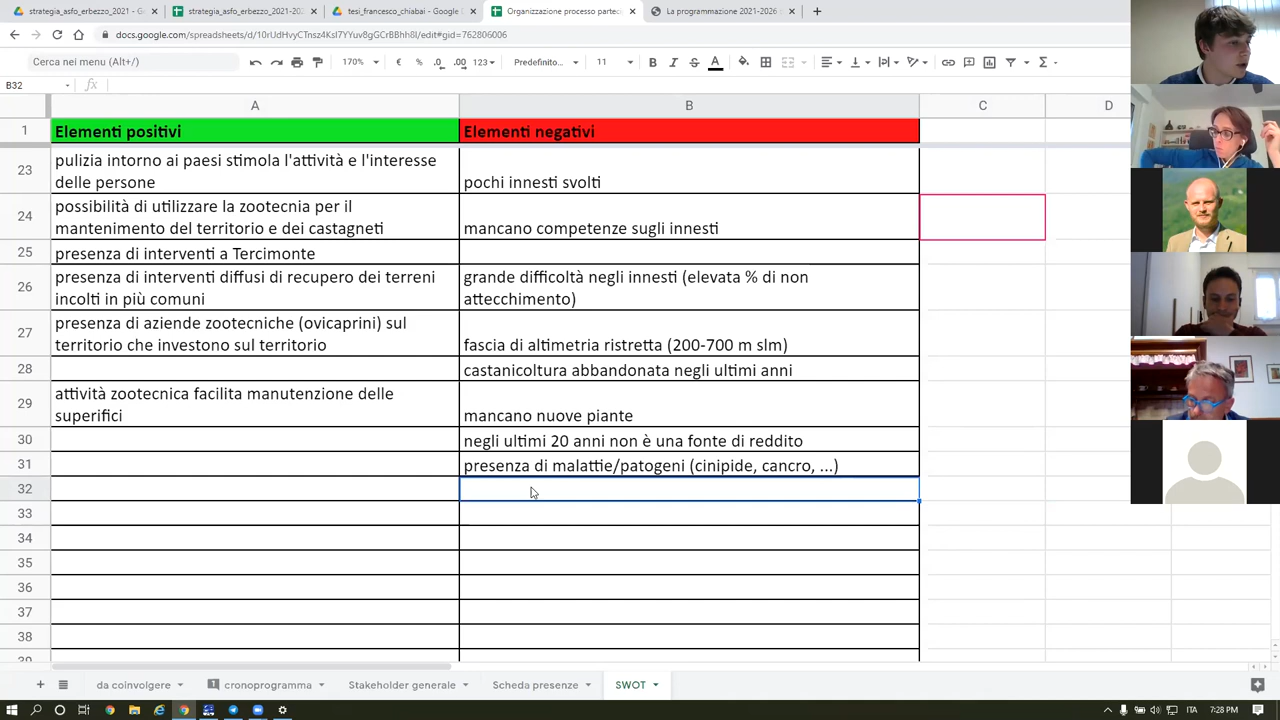 strategia_asfo_erbezzo_2021 - G
strategia_asfo_erbezzo_2021-202
tesi_francesco_chiabai - Google D
Organizzazione processo partec
La programmazione 2021-2026 d
docs.google.com/spreadsheets/d/10rUdHvyCTnsz4KsI7YYuv8gGCrBBhh8l/edit#gid=762806006
Cerca nei menu (Alt+/)
170%
€ % .0 .00 123
Predefinito...
11
B I S A
B32
fx
A B C D
1 Elementi positivi Elementi negativi
23 pulizia intorno ai paesi stimola l'attività e l'interesse
delle persone pochi innesti svolti
24 possibilità di utilizzare la zootecnia per il
mantenimento del territorio e dei castagneti mancano competenze sugli innesti
25 presenza di interventi a Tercimonte
26 presenza di interventi diffusi di recupero dei terreni grande difficoltà negli innesti (elevata % di non
incolti in più comuni attecchimento)
27 presenza di aziende zootecniche (ovicaprini) sul
territorio che investono sul territorio fascia di altimetria ristretta (200-700 m slm)
28 castanicoltura abbandonata negli ultimi anni
29 attività zootecnica facilita manutenzione delle
superifici mancano nuove piante
30 negli ultimi 20 anni non è una fonte di reddito
31 presenza di malattie/patogeni (cinipide, cancro, ...)
32
33
34
35
36
37
38
39
da coinvolgere
1 cronoprogramma
Stakeholder generale
Scheda presenze
SWOT
ITA
7:28 PM